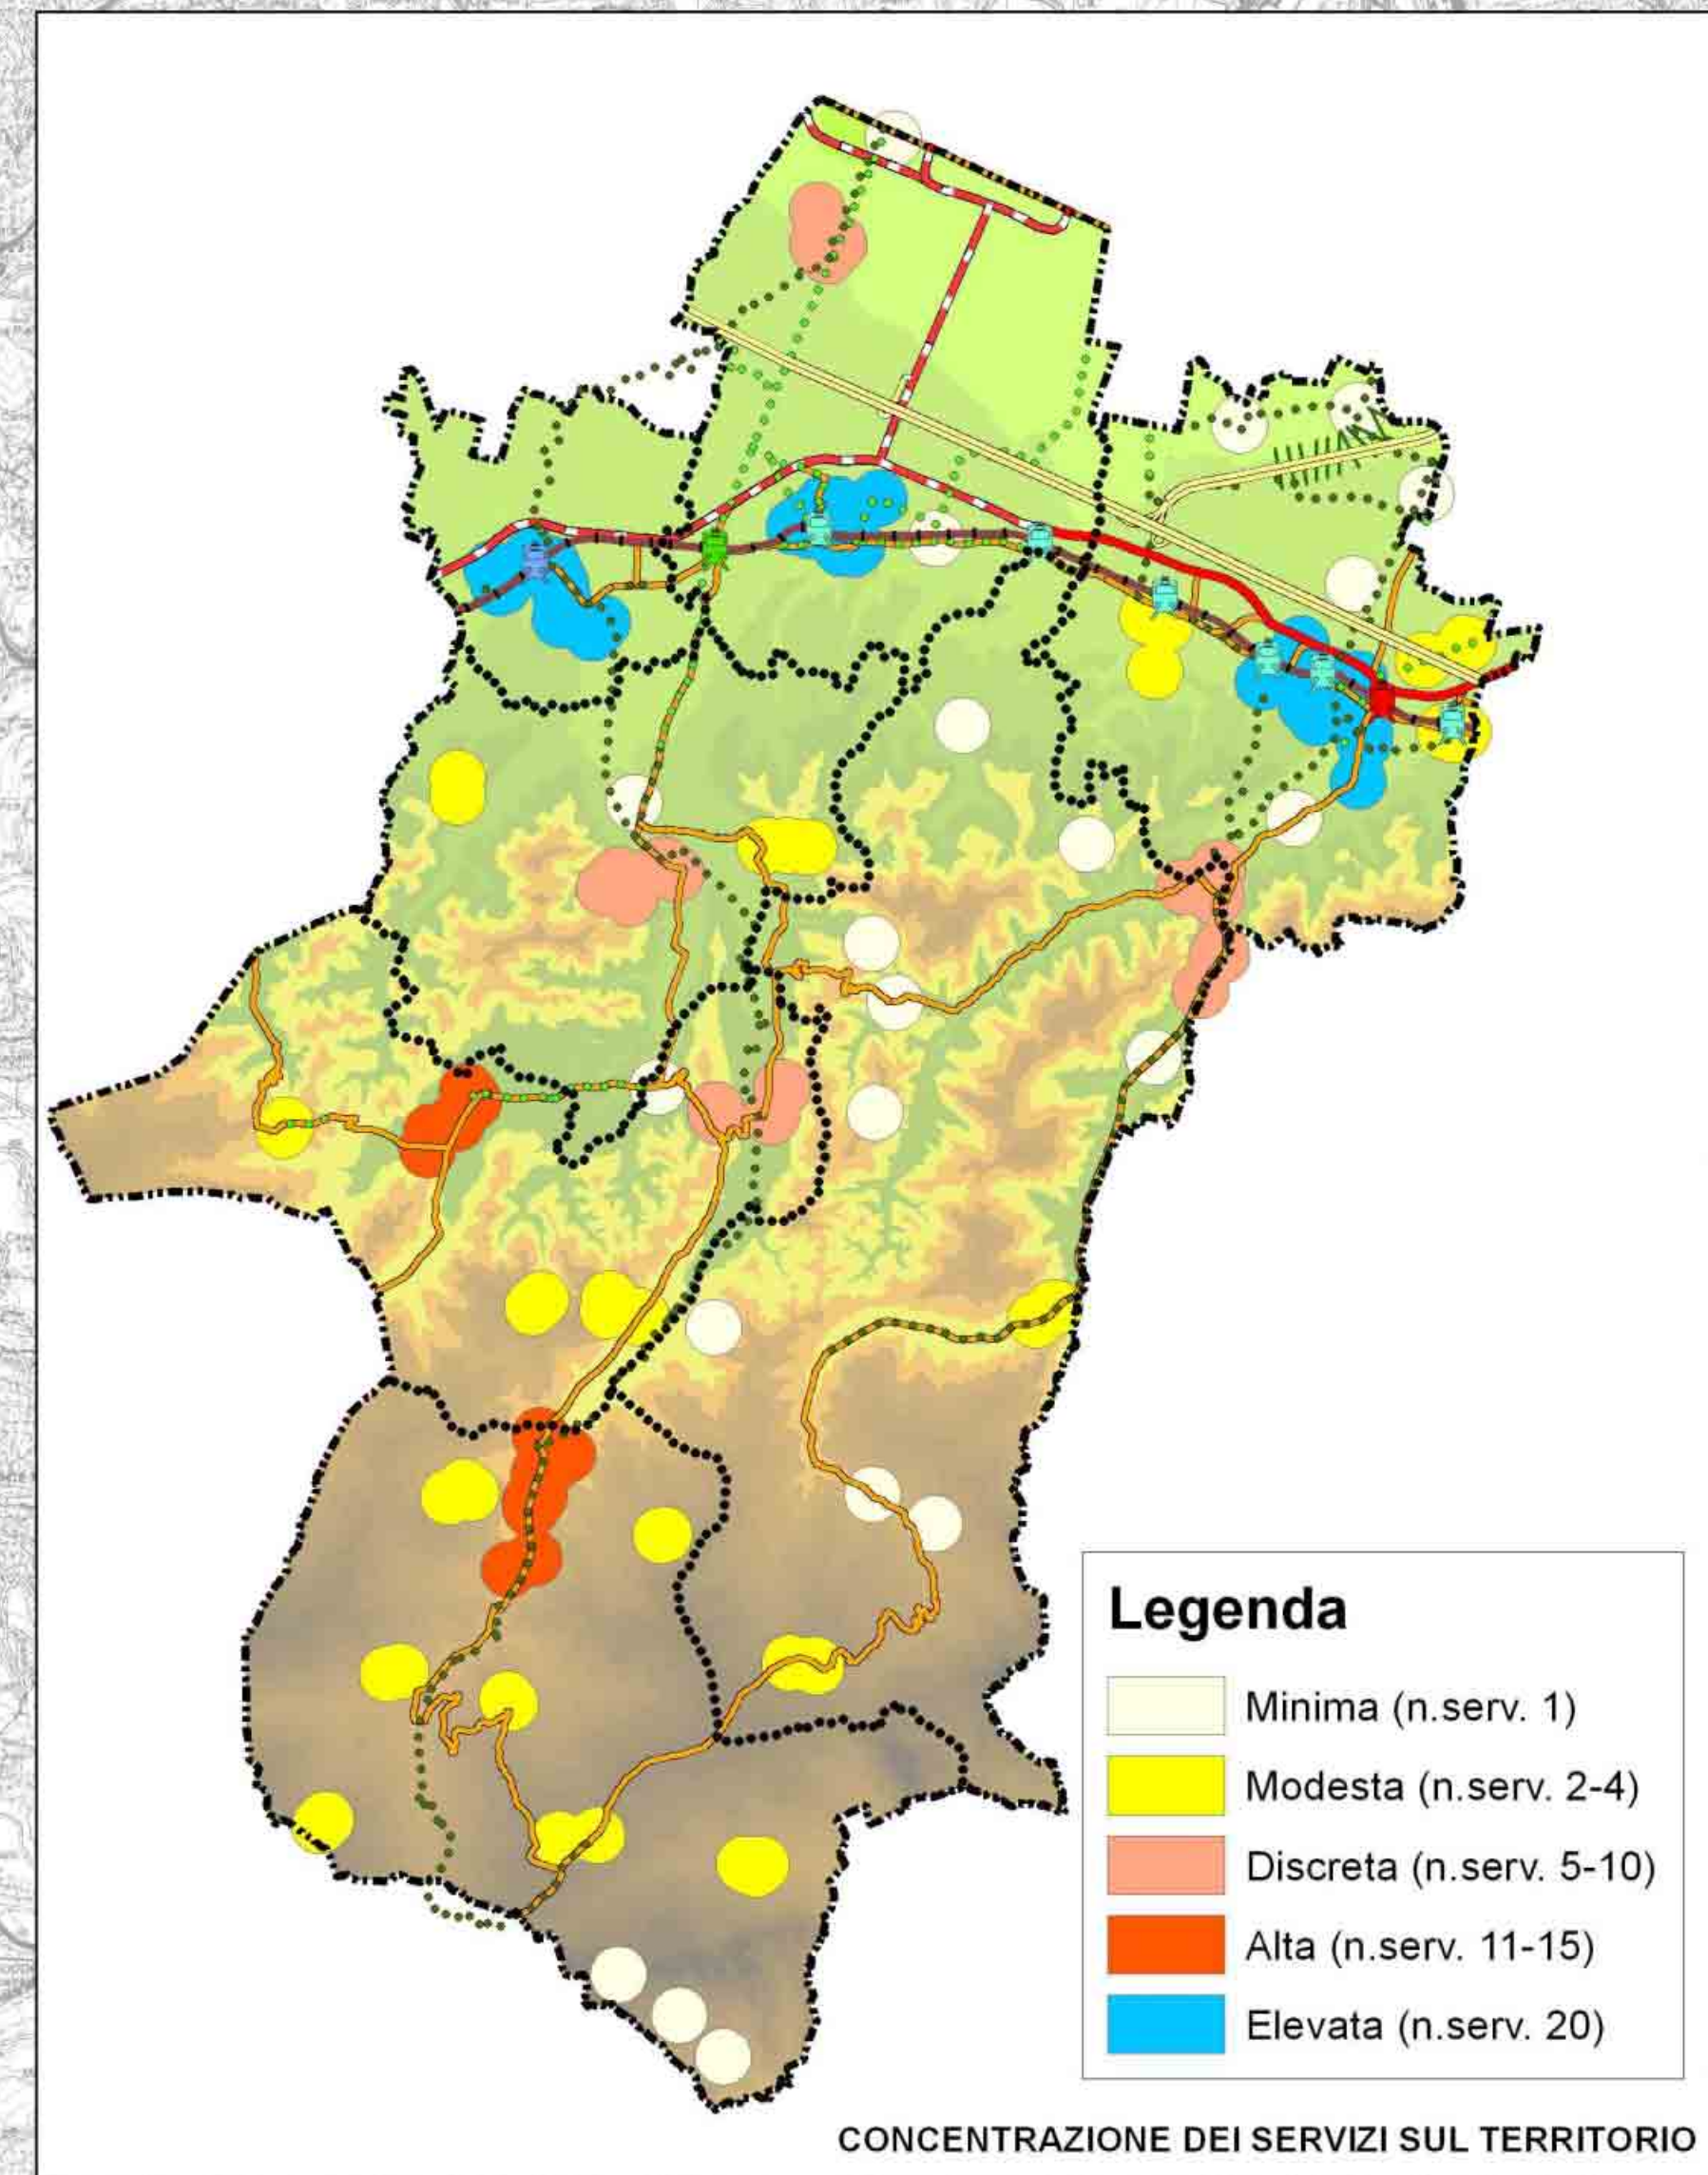 Legenda
Minima (n.serv. 1)
Modesta (n.serv. 2-4)
Discreta (n.serv. 5-10)
Alta (n.serv. 11-15)
Elevata (n.serv. 20)
CONCENTRAZIONE DEI SERVIZI SUL TERRITORIO